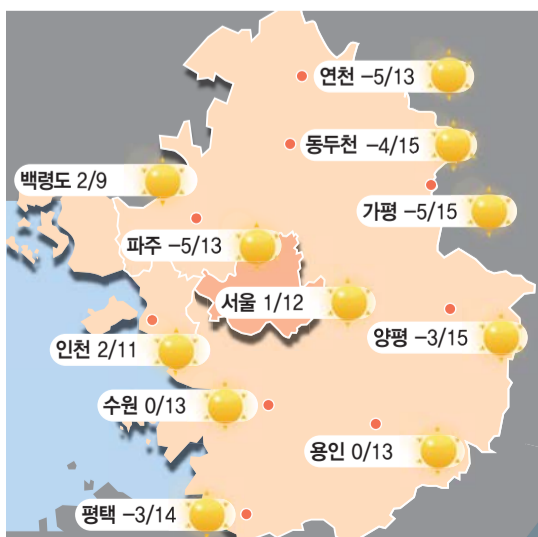 연천 -5/13
동두천 -4/15
백령도 2/9
가평 -5/15
파주 -5/13
서울 1/12
양평 -3/15
인천 2/11
수원 0/13
용인 0/13
평택 -3/14